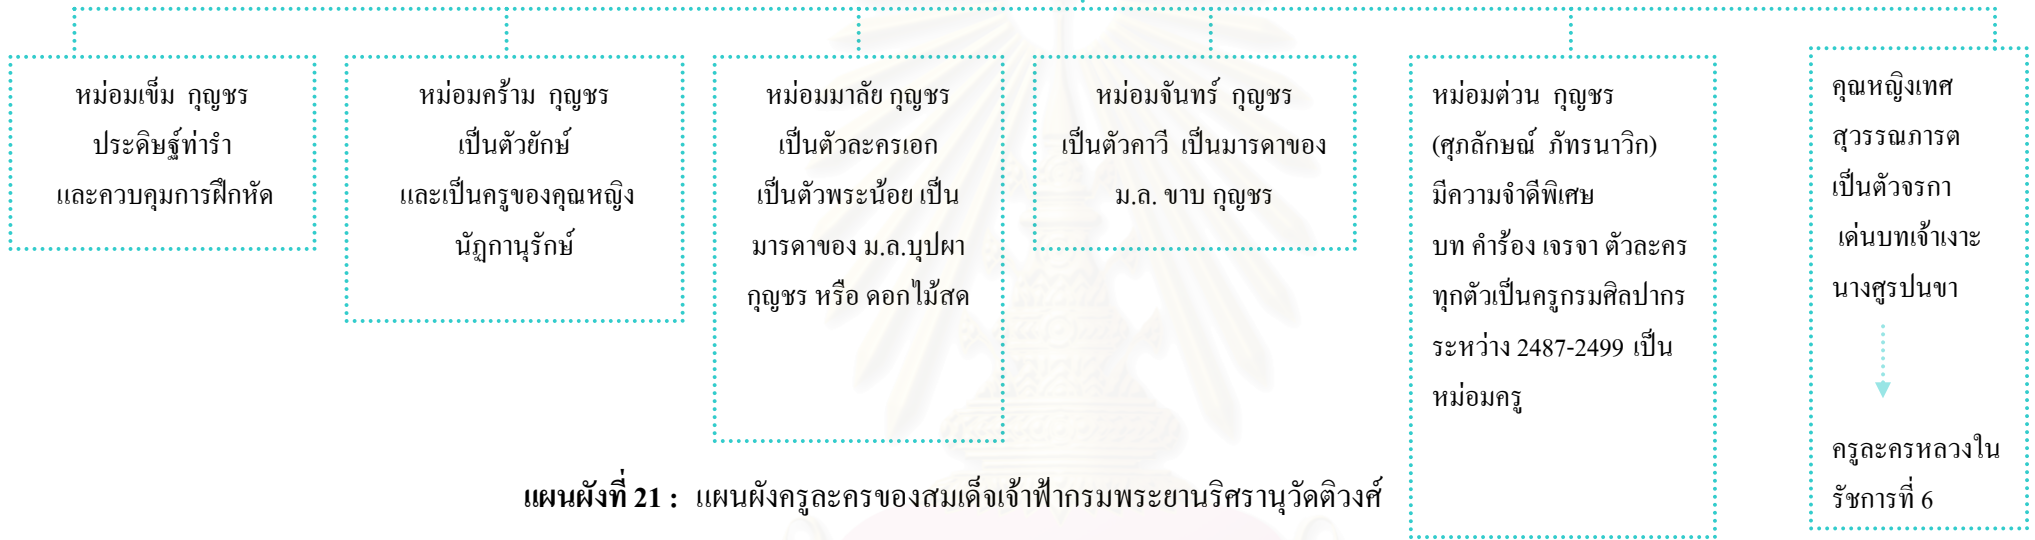 หม่อมเข็ม กุญชร
ประดิษฐ์ท่ารำ
และควบคุมการฝึกหัด
หม่อมคร้าม กุญชร
เป็นตัวยักษ์
และเป็นครูของคุณหญิง
นัฏกานุรักษ์
หม่อมมาลัย กุญชร
เป็นตัวละครเอก
เป็นตัวพระน้อย เป็น
มารดาของ ม.ล.บุปผา
กุญชร หรือ ดอกไม้สด
หม่อมจันทร์ กุญชร
เป็นตัวคาวี เป็นมารดาของ
ม.ล. ขาบ กุญชร
หม่อมต่วน กุญชร
(ศุภลักษณ์ ภัทรนาวิก)
มีความจำดีพิเศษ
บท คำร้อง เจรจา ตัวละคร
ทุกตัวเป็นครูกรมศิลปากร
ระหว่าง 2487-2499 เป็น
หม่อมครู
คุณหญิงเทศ
สุวรรณภารต
เป็นตัวจรกา
เด่นบทเจ้าเงาะ
นางศูรปนขา
ครูละครหลวงใน
รัชการที่ 6
แผนผังที่ 21 : แผนผังครูละครของสมเด็จเจ้าฟ้ากรมพระยานริศรานุวัดติวงศ์